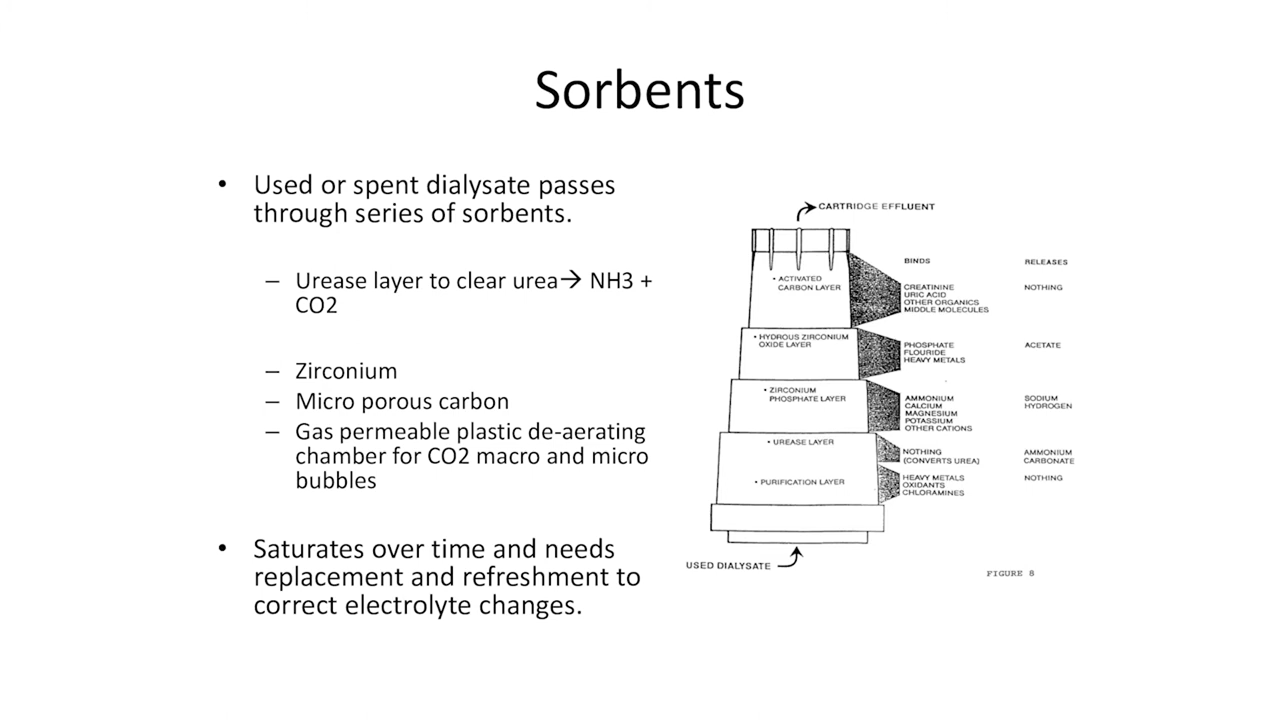 Sorbents
• Used or spent dialysate passes
through series of sorbents.
– Urease layer to clear urea→ NH3 +
CO2
– Zirconium
– Micro porous carbon
– Gas permeable plastic de-aerating
chamber for CO2 macro and micro
bubbles
• Saturates over time and needs
replacement and refreshment to
correct electrolyte changes.
CARTRIDGE EFFLUENT
BINDS
RELEASES
• ACTIVATED
CARBON LAYER
CREATININE
URIC ACID
OTHER ORGANICS
MIDDLE MOLECULES
NOTHING
• HYDROUS ZIRCONIUM
OXIDE LAYER
PHOSPHATE
FLOURIDE
HEAVY METALS
ACETATE
• ZIRCONIUM
PHOSPHATE LAYER
AMMONIUM
CALCIUM
MAGNESIUM
POTASSIUM
OTHER CATIONS
SODIUM
HYDROGEN
• UREASE LAYER
NOTHING
(CONVERTS UREA)
AMMONIUM
CARBONATE
• PURIFICATION LAYER
HEAVY METALS
OXIDANTS
CHLORAMINES
NOTHING
USED DIALYSATE
FIGURE 8